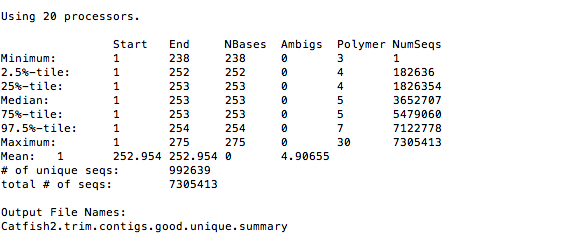 Using 20 processors.
Start End NBases Ambigs Polymer NumSeqs
Minimum: 1 238 238 0 3 1
2.5%-tile: 1 252 252 0 4 182636
25%-tile: 1 253 253 0 4 1826354
Median: 1 253 253 0 5 3652707
75%-tile: 1 253 253 0 5 5479060
97.5%-tile: 1 254 254 0 7 7122778
Maximum: 1 275 275 0 30 7305413
Mean: 1 252.954 252.954 0 4.90655
# of unique seqs: 992639
total # of seqs: 7305413
Output File Names:
Catfish2.trim.contigs.good.unique.summary